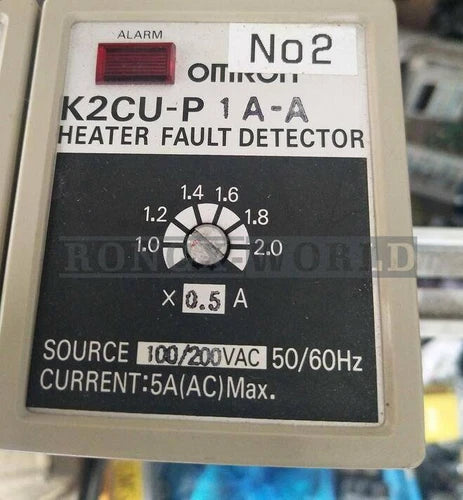 ALARM
No2
OMRON
K2CU-P 1A-A
HEATER FAULT DETECTOR
1.4 1.6
1.2 1.8
1.0 2.0
X 0.5 A
SOURCE 100/200VAC 50/60Hz
CURRENT:5A(AC)Max.